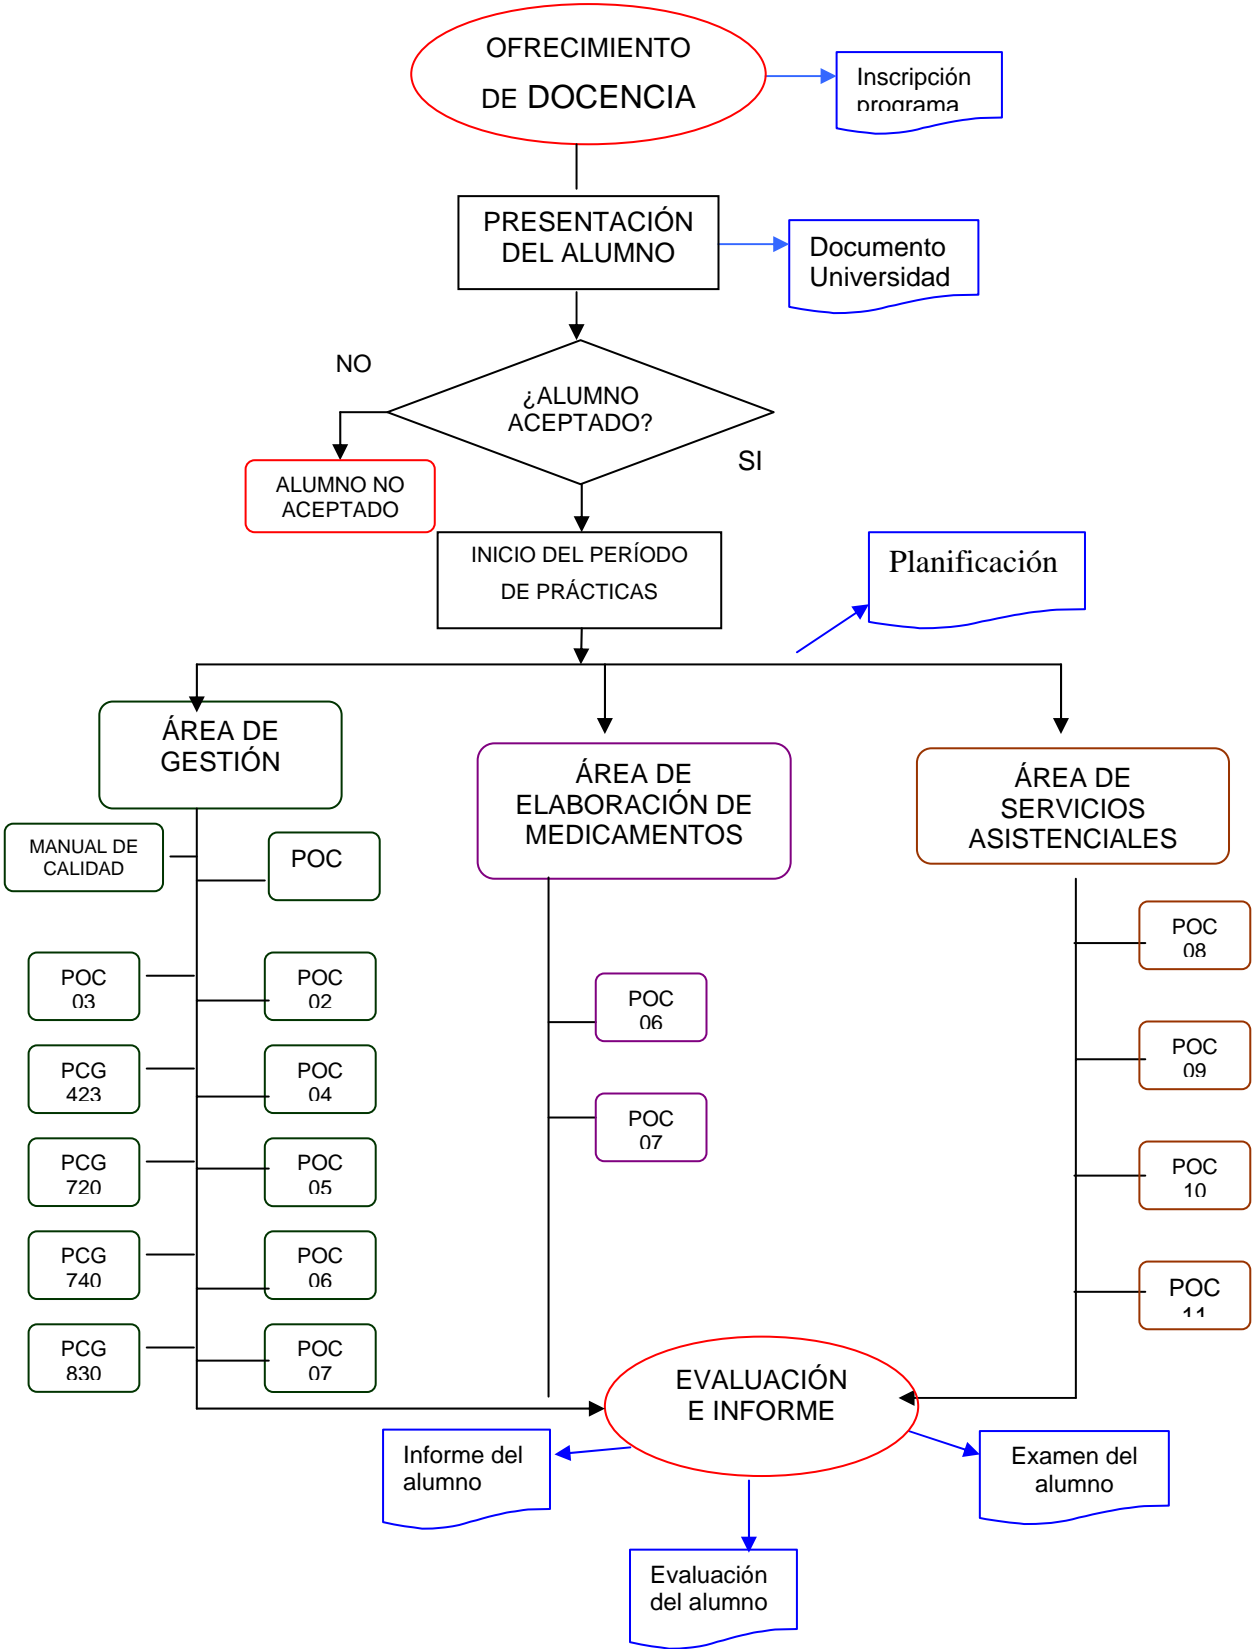 OFRECIMIENTO
DE DOCENCIA
Inscripción
programa
PRESENTACIÓN
DEL ALUMNO
Documento
Universidad
NO
¿ALUMNO
ACEPTADO?
SI
ALUMNO NO
ACEPTADO
INICIO DEL PERÍODO
DE PRÁCTICAS
Planificación
ÁREA DE
GESTIÓN
ÁREA DE
ELABORACIÓN DE
MEDICAMENTOS
ÁREA DE
SERVICIOS
ASISTENCIALES
MANUAL DE
CALIDAD
POC
POC
03
POC
02
PCG
423
POC
04
PCG
720
POC
05
PCG
740
POC
06
PCG
830
POC
07
POC
06
POC
07
POC
08
POC
09
POC
10
POC
11
EVALUACIÓN
E INFORME
Informe del
alumno
Examen del
alumno
Evaluación
del alumno